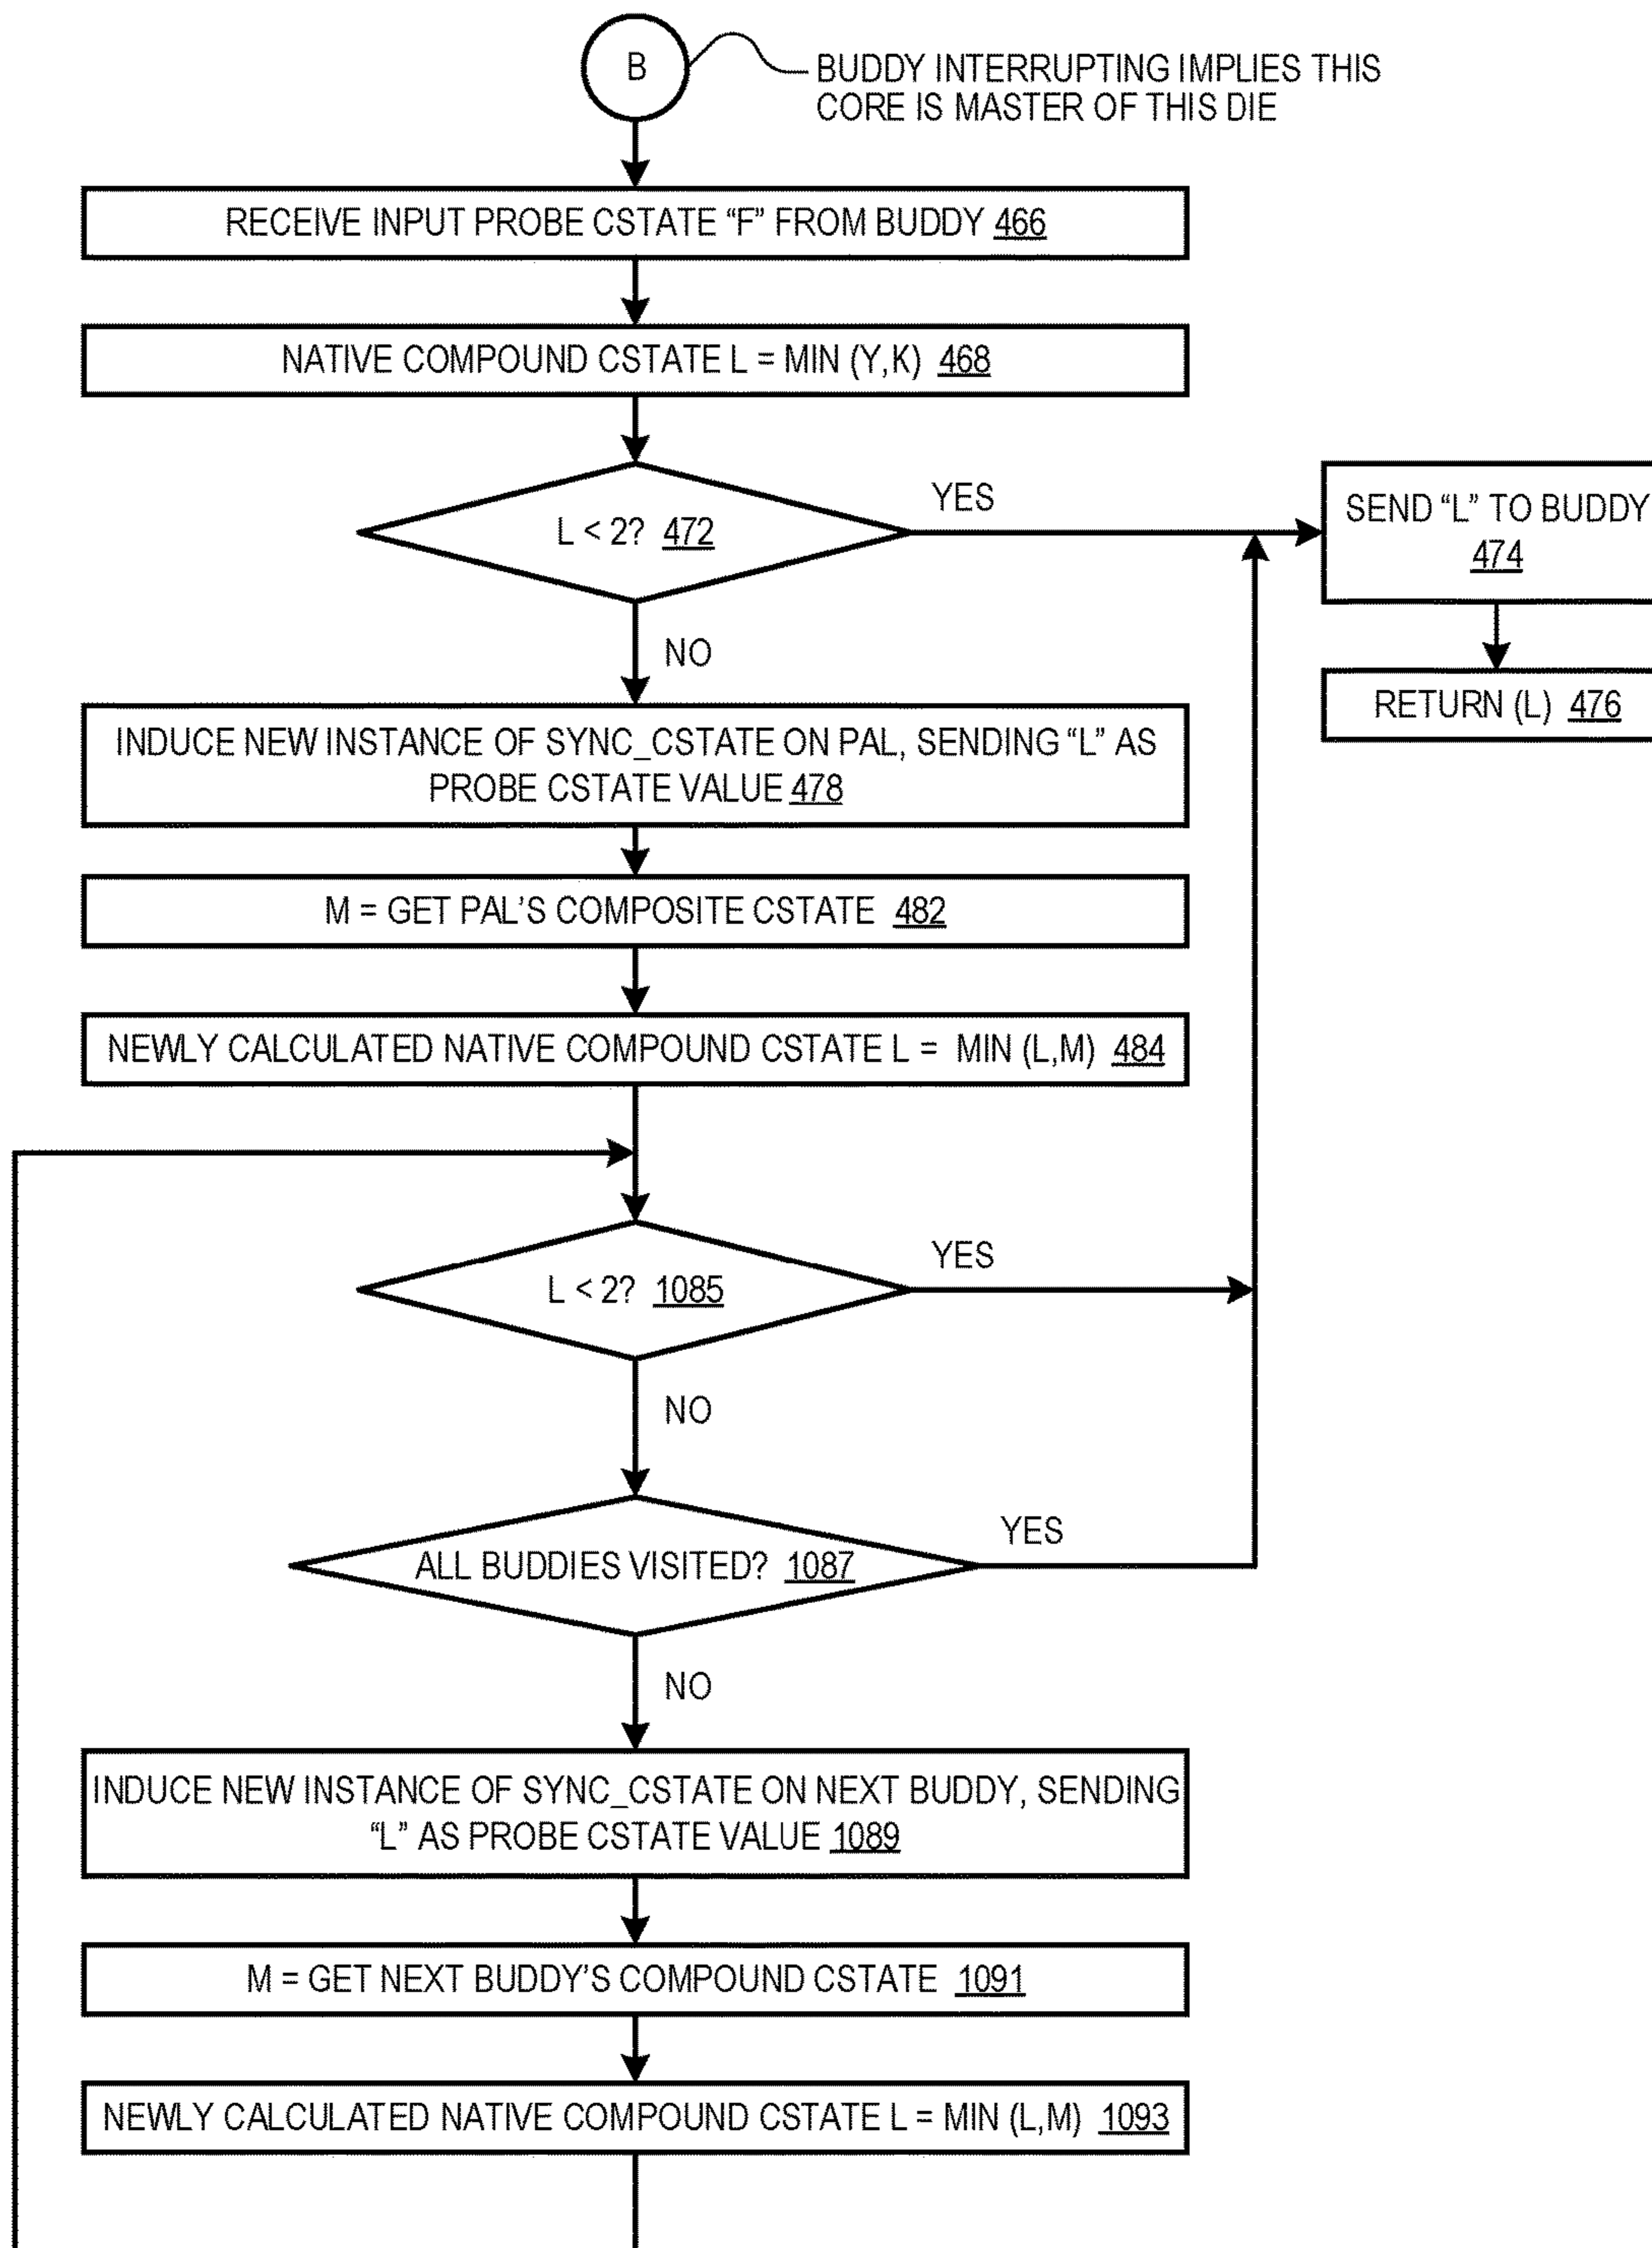 B
BUDDY INTERRUPTING IMPLIES THIS
CORE IS MASTER OF THIS DIE
RECEIVE INPUT PROBE CSTATE “F” FROM BUDDY 466
NATIVE COMPOUND CSTATE L = MIN (Y,K) 468
L < 2? 472
YES
SEND “L” TO BUDDY
474
RETURN (L) 476
NO
INDUCE NEW INSTANCE OF SYNC_CSTATE ON PAL, SENDING “L” AS
PROBE CSTATE VALUE 478
M = GET PAL’S COMPOSITE CSTATE 482
NEWLY CALCULATED NATIVE COMPOUND CSTATE L = MIN (L,M) 484
L < 2? 1085
YES
NO
ALL BUDDIES VISITED? 1087
YES
NO
INDUCE NEW INSTANCE OF SYNC_CSTATE ON NEXT BUDDY, SENDING
“L” AS PROBE CSTATE VALUE 1089
M = GET NEXT BUDDY’S COMPOUND CSTATE 1091
NEWLY CALCULATED NATIVE COMPOUND CSTATE L = MIN (L,M) 1093